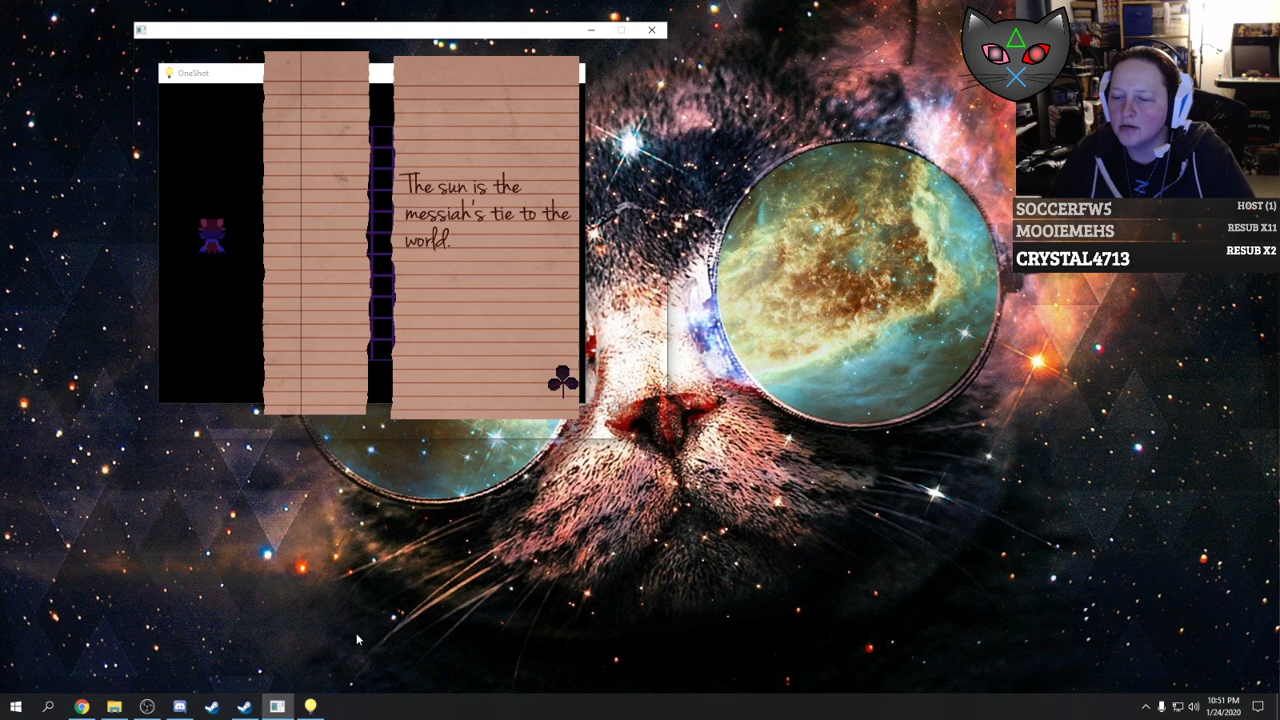 OneShot
The sun is the
messiah's tie to the
world.
SOCCERFW5
HOST (1)
MOOIEMEHS
RESUB X11
CRYSTAL4713
RESUB X2
10:51 PM
1/24/2020